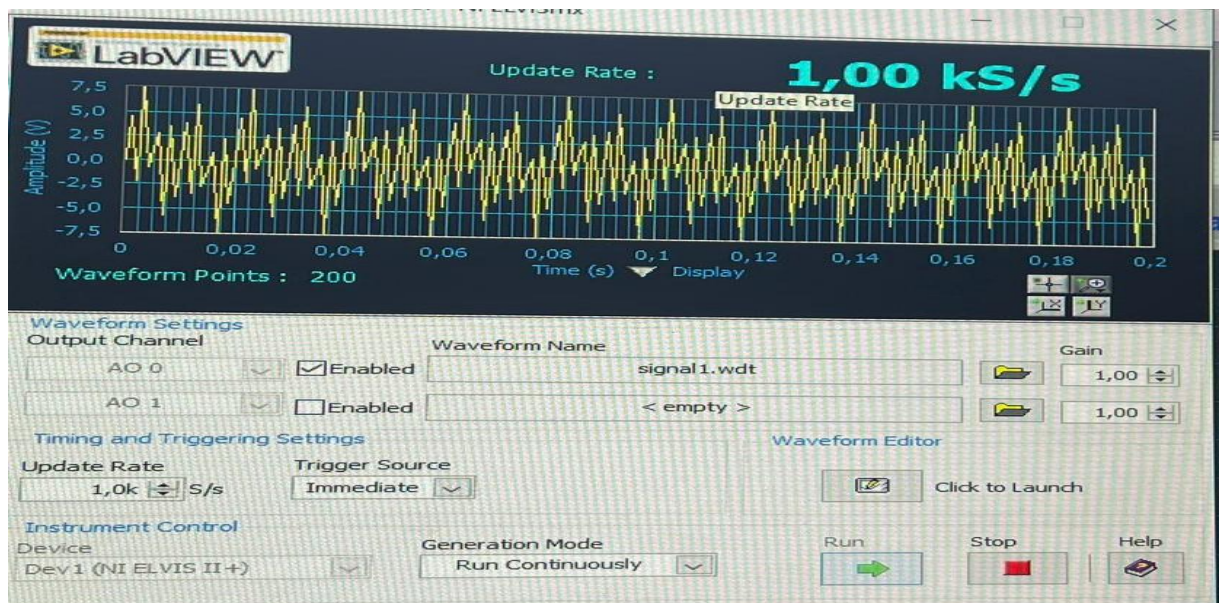 LabVIEW
Update Rate :
1,00 kS/s
Update Rate
7,5
5,0
2,5
0,0
-2,5
-5,0
-7,5
Amplitude (V)
0 0,02 0,04 0,06 0,08 0,1 0,12 0,14 0,16 0,18 0,2
Time (s) Display
Waveform Points : 200
Waveform Settings
Output Channel
Waveform Name
Gain
AO 0 Enabled signal1.wdt 1,00
AO 1 Enabled < empty > 1,00
Timing and Triggering Settings
Waveform Editor
Update Rate Trigger Source
1,0k S/s Immediate
Click to Launch
Instrument Control
Device Generation Mode Run Stop Help
Dev1 (NI ELVIS II+) Run Continuously